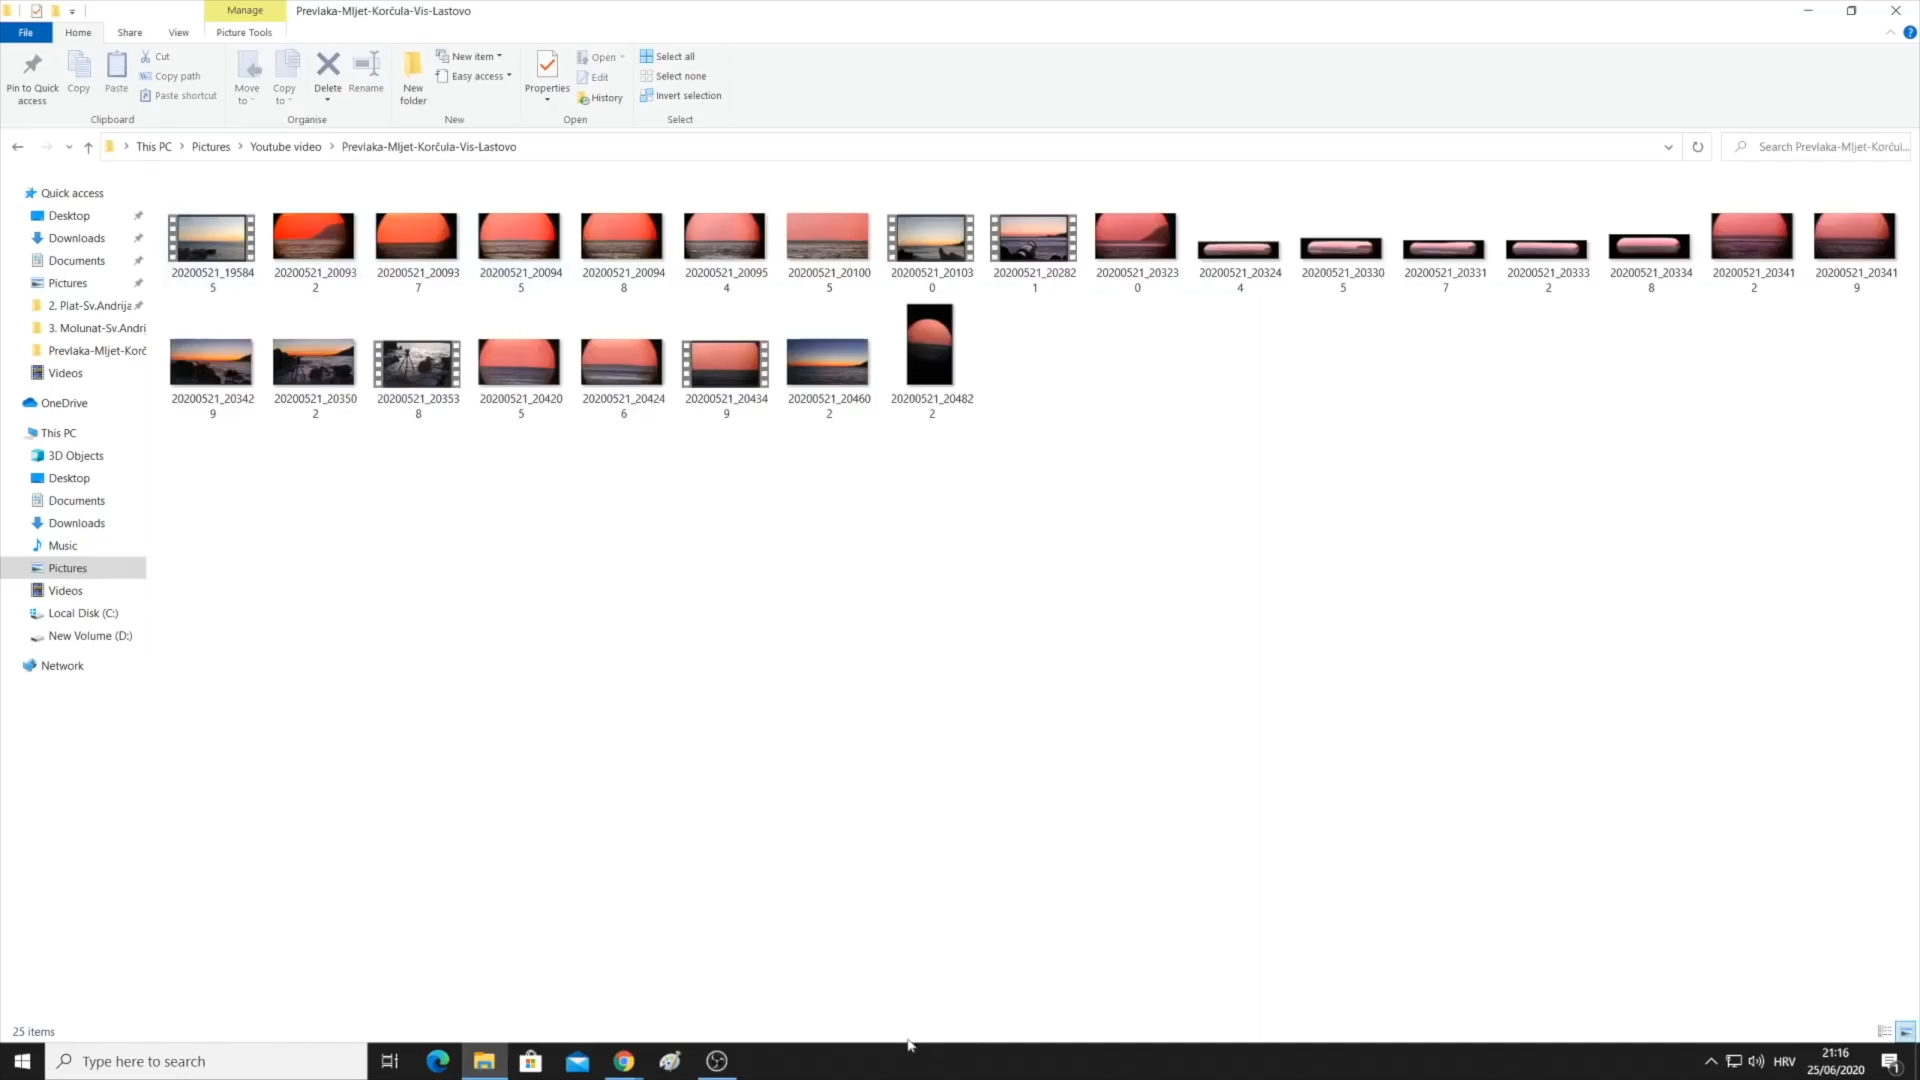 Manage
Prevlaka-Mljet-Korčula-Vis-Lastovo
File
Home
Share
View
Picture Tools
Pin to Quick access
Copy
Paste
Cut
Copy path
Paste shortcut
Clipboard
Move to
Copy to
Delete
Rename
Organise
New folder
New item
Easy access
New
Properties
Open
Edit
History
Open
Select all
Select none
Invert selection
Select
This PC
Pictures
Youtube video
Prevlaka-Mljet-Korčula-Vis-Lastovo
Search Prevlaka-Mljet-Korčul...
Quick access
Desktop
Downloads
Documents
Pictures
2. Plat-Sv.Andrija
3. Molunat-Sv.Andrij
Prevlaka-Mljet-Korč
Videos
OneDrive
This PC
3D Objects
Desktop
Documents
Downloads
Music
Pictures
Videos
Local Disk (C:)
New Volume (D:)
Network
20200521_195845
20200521_200932
20200521_200937
20200521_200945
20200521_200948
20200521_200954
20200521_201005
20200521_201030
20200521_202821
20200521_203230
20200521_203244
20200521_203305
20200521_203317
20200521_203332
20200521_203348
20200521_203412
20200521_203419
20200521_203429
20200521_203502
20200521_203538
20200521_204205
20200521_204246
20200521_204349
20200521_204602
20200521_204822
25 items
Type here to search
HRV
21:16
25/06/2020
1